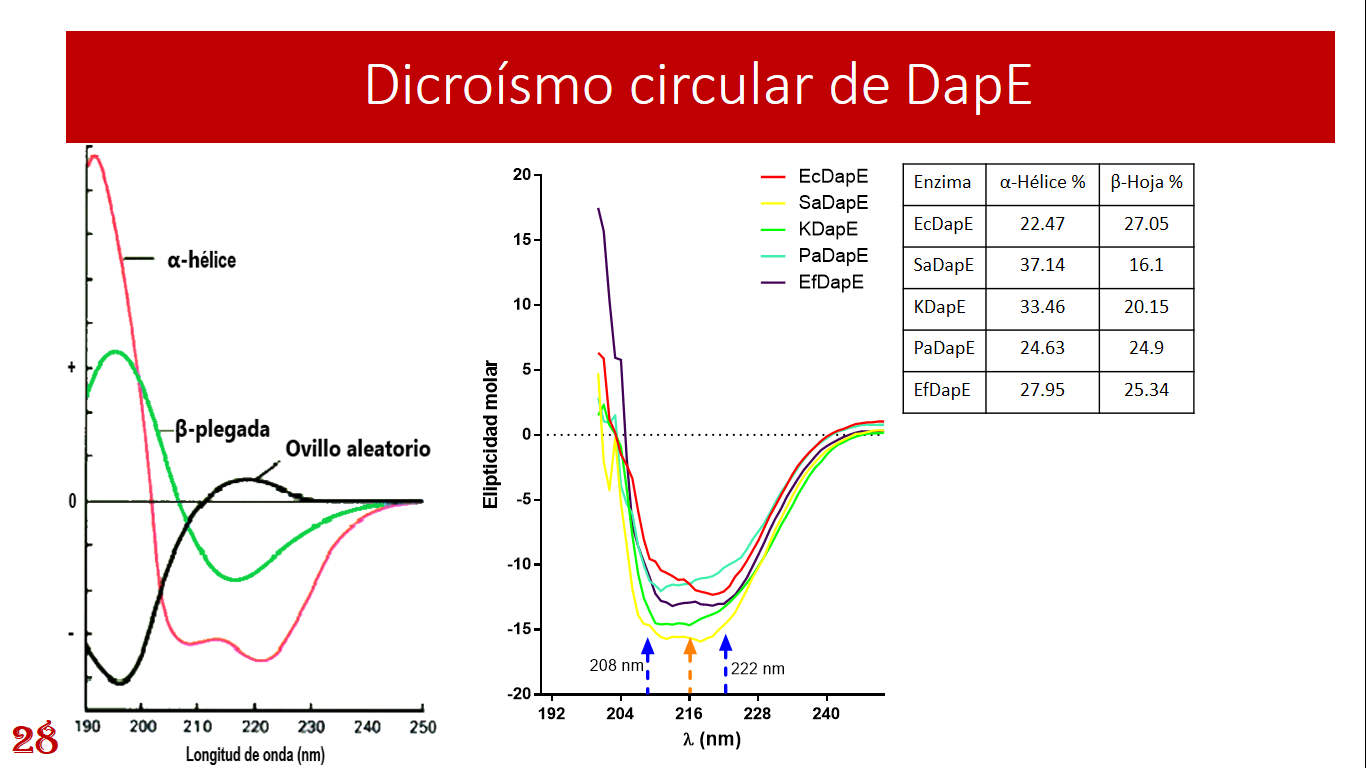 Dicroísmo circular de DapE
α-hélice
+
β-plegada
Ovillo aleatorio
0
-
190 200 210 220 230 240 250
Longitud de onda (nm)
28
20
15
10
5
0
-5
-10
-15
-20
Elipticidad molar
EcDapE
SaDapE
KDapE
PaDapE
EfDapE
208 nm
222 nm
192 204 216 228 240
λ (nm)
Enzima α-Hélice % β-Hoja %
EcDapE 22.47 27.05
SaDapE 37.14 16.1
KDapE 33.46 20.15
PaDapE 24.63 24.9
EfDapE 27.95 25.34